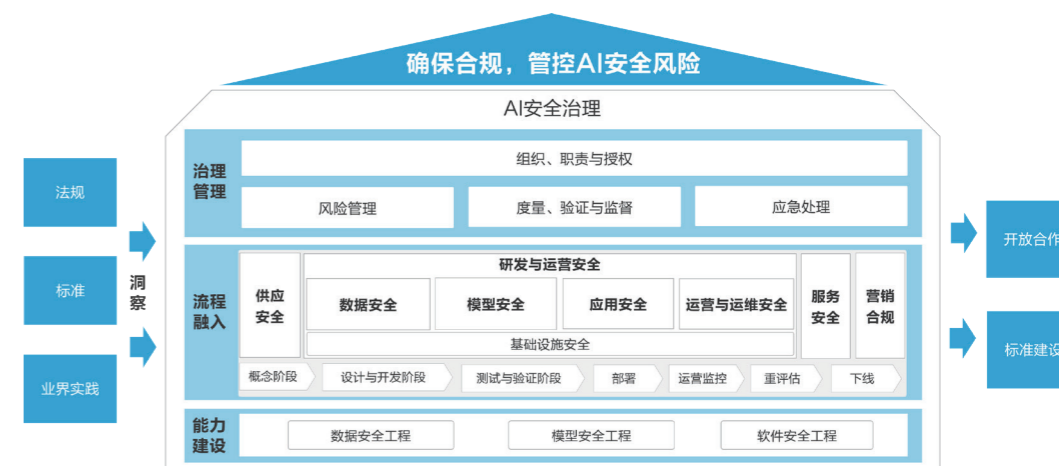 确保合规，管控AI安全风险
AI安全治理
法规
标准
业界实践
洞
察
治理
管理
组织、职责与授权
风险管理
度量、验证与监督
应急处理
流程
融入
供应
安全
研发与运营安全
数据安全
模型安全
应用安全
运营与运维安全
基础设施安全
服务
安全
营销
合规
概念阶段
设计与开发阶段
测试与验证阶段
部署
运营监控
重评估
下线
能力
建设
数据安全工程
模型安全工程
软件安全工程
开放合作
标准建设